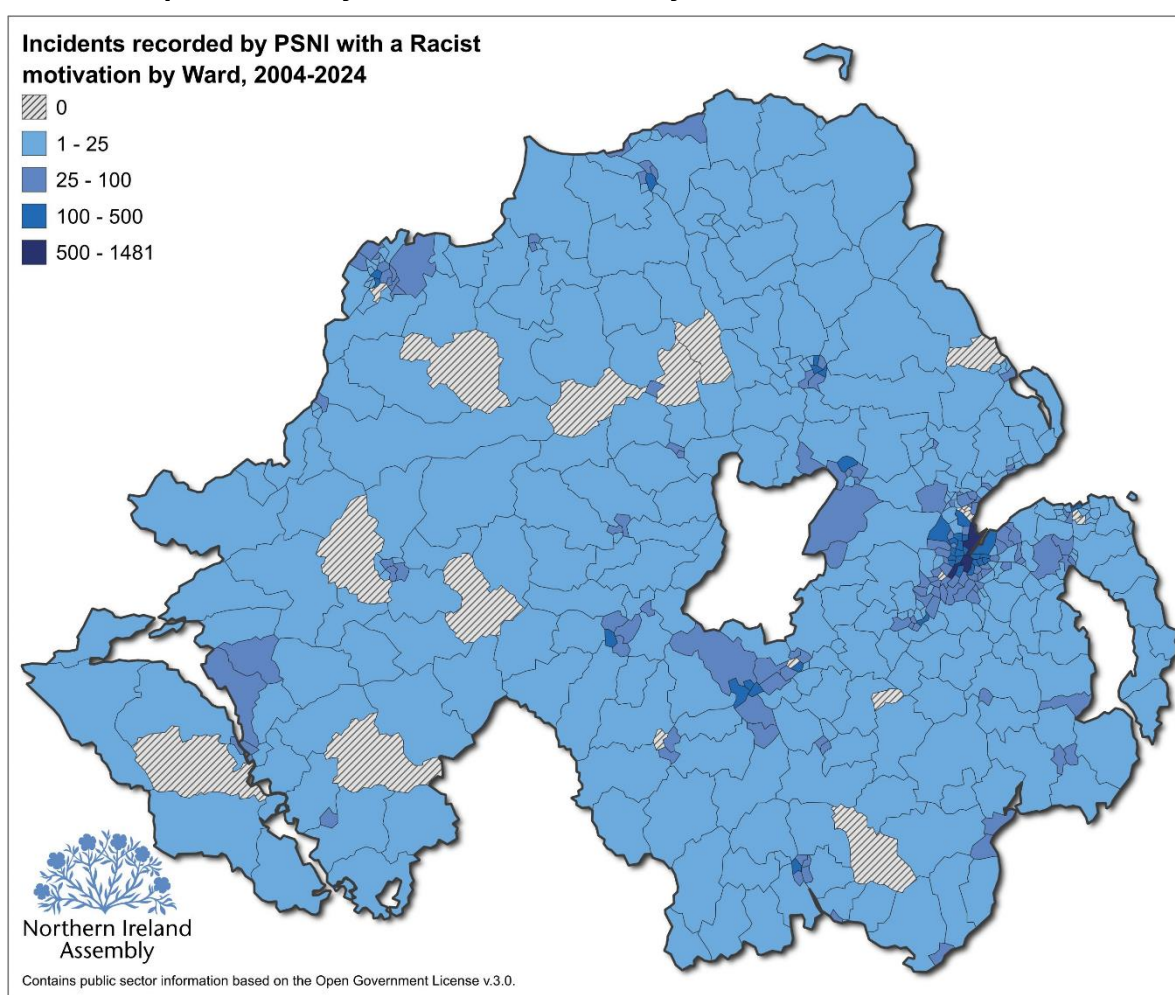 Incidents recorded by PSNI with a Racist
motivation by Ward, 2004-2024
0
1 - 25
25 - 100
100 - 500
500 - 1481
Northern Ireland
Assembly
Contains public sector information based on the Open Government License v.3.0.